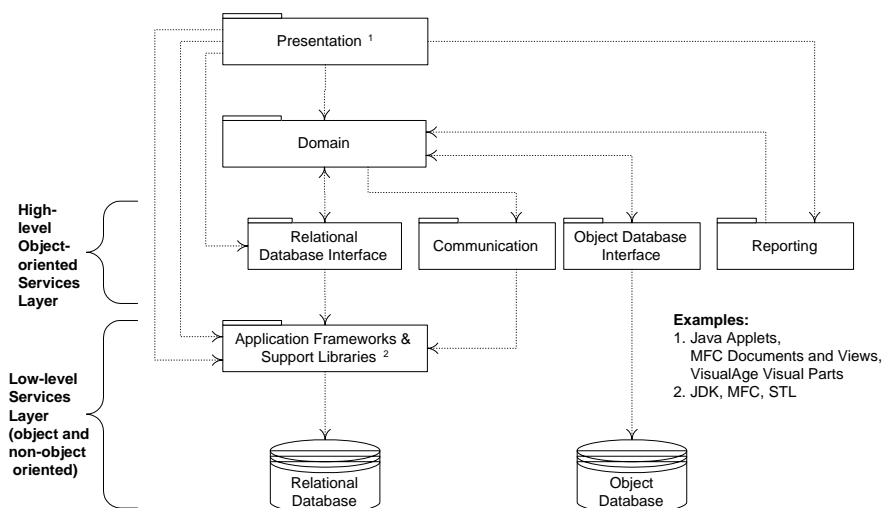 Presentation 1
Domain
High-
level
Object-
oriented
Services
Layer
Relational
Database Interface
Communication
Object Database
Interface
Reporting
Application Frameworks &
Support Libraries 2
Examples:
1. Java Applets,
MFC Documents and Views,
VisualAge Visual Parts
2. JDK, MFC, STL
Low-level
Services
Layer
(object and
non-object
oriented)
Relational
Database
Object
Database